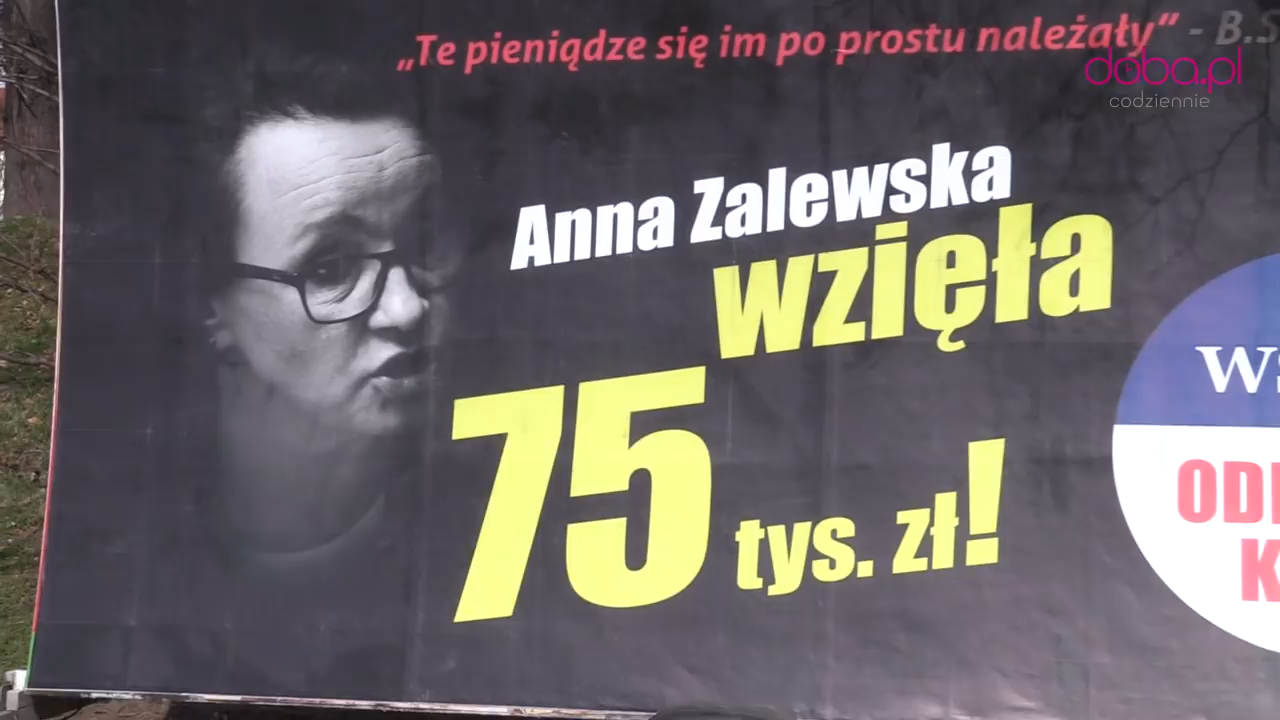 „Te pieniądze się im po prostu należały” - B.S
doba.pl
codziennie
Anna Zalewska
wzięła
75 tys. zł!